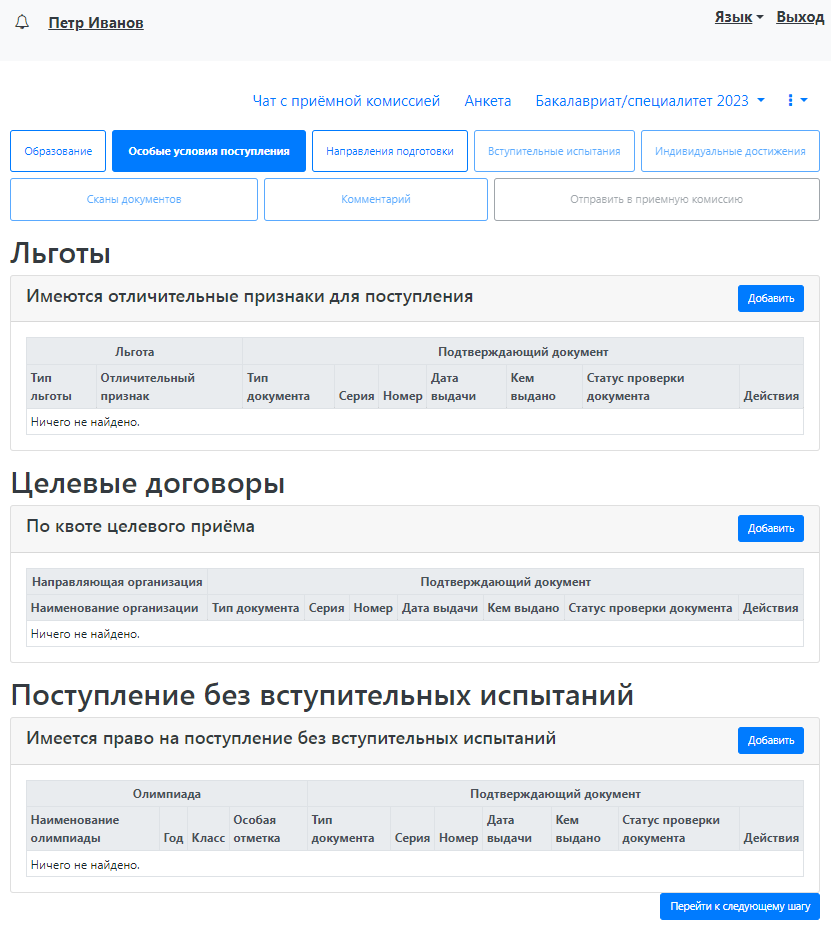 Петр Иванов
Язык Выход
Чат с приёмной комиссией Анкета Бакалавриат/специалитет 2023
Образование Особые условия поступления Направления подготовки Вступительные испытания Индивидуальные достижения
Сканы документов Комментарий Отправить в приемную комиссию
Льготы
Имеются отличительные признаки для поступления Добавить
Льгота Подтверждающий документ
Тип льготы Отличительный признак Тип документа Серия Номер Дата выдачи Кем выдано Статус проверки документа Действия
Ничего не найдено.
Целевые договоры
По квоте целевого приёма Добавить
Направляющая организация Подтверждающий документ
Наименование организации Тип документа Серия Номер Дата выдачи Кем выдано Статус проверки документа Действия
Ничего не найдено.
Поступление без вступительных испытаний
Имеется право на поступление без вступительных испытаний Добавить
Олимпиада Подтверждающий документ
Наименование олимпиады Год Класс Особая отметка Тип документа Серия Номер Дата выдачи Кем выдано Статус проверки документа Действия
Ничего не найдено.
Перейти к следующему шагу